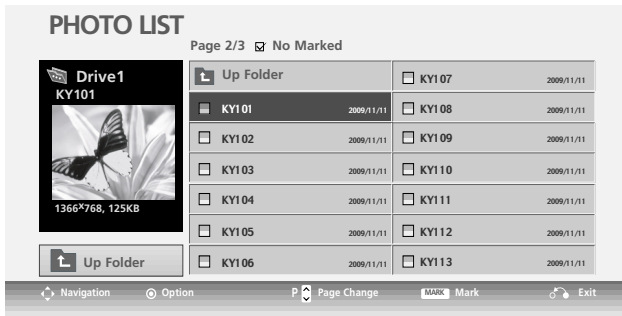 PHOTO LIST
Page 2/3 No Marked
Drive1
KY101
1366x768, 125KB
Up Folder
Up Folder
KY101 2009/11/11
KY102 2009/11/11
KY103 2009/11/11
KY104 2009/11/11
KY105 2009/11/11
KY106 2009/11/11
KY107 2009/11/11
KY108 2009/11/11
KY109 2009/11/11
KY110 2009/11/11
KY111 2009/11/11
KY112 2009/11/11
KY113 2009/11/11
Navigation Option P Page Change MARK Mark Exit